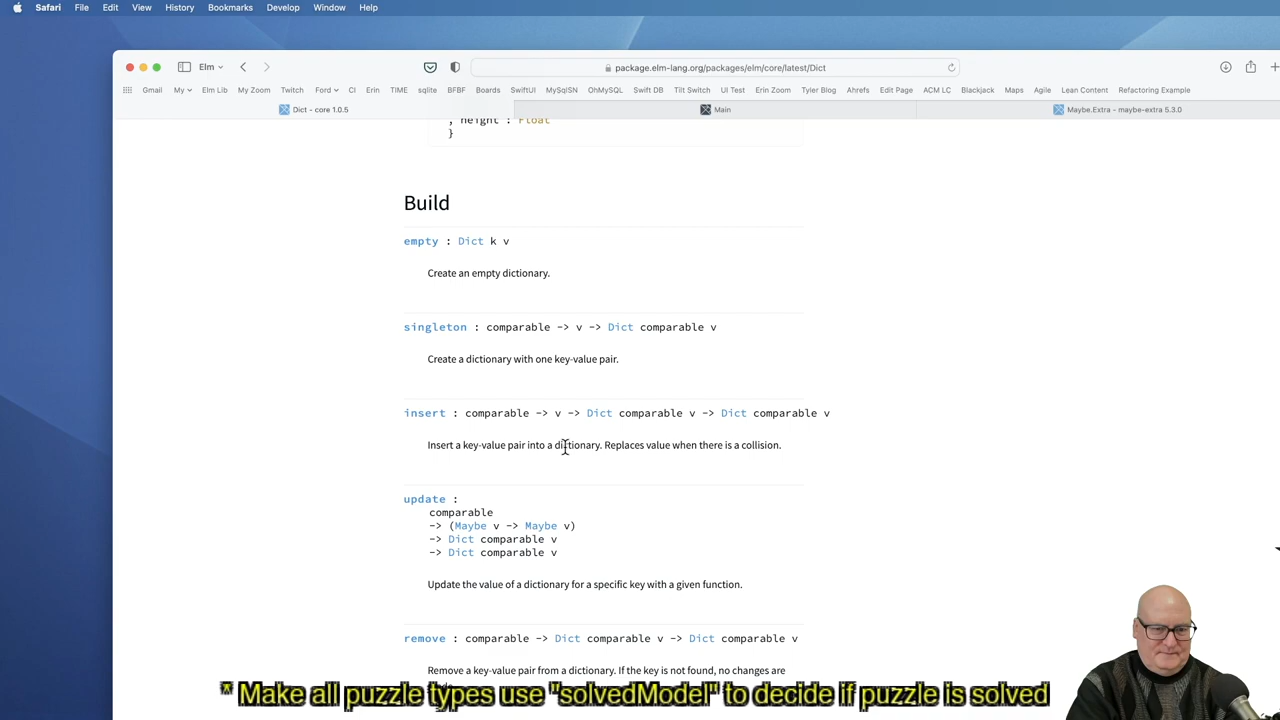 Safari File Edit View History Bookmarks Develop Window Help
Elm
package.elm-lang.org/packages/elm/core/latest/Dict
Gmail My Elm Lib My Zoom Twitch Ford CI Erin TIME sqlite BFBF Boards SwiftUI MySQlSN OhMySQL Swift DB Tilt Switch UI Test Erin Zoom Tyler Blog Ahrefs Edit Page ACM LC Blackjack Maps Agile Lean Content Refactoring Example
Dict - core 1.0.5 Main Maybe.Extra - maybe-extra 5.3.0
, height : Float
}
Build
empty : Dict k v
Create an empty dictionary.
singleton : comparable -> v -> Dict comparable v
Create a dictionary with one key-value pair.
insert : comparable -> v -> Dict comparable v -> Dict comparable v
Insert a key-value pair into a dictionary. Replaces value when there is a collision.
update :
comparable
-> (Maybe v -> Maybe v)
-> Dict comparable v
-> Dict comparable v
Update the value of a dictionary for a specific key with a given function.
remove : comparable -> Dict comparable v -> Dict comparable v
Remove a key-value pair from a dictionary. If the key is not found, no changes are
* Make all puzzle types use "solvedModel" to decide if puzzle is solved